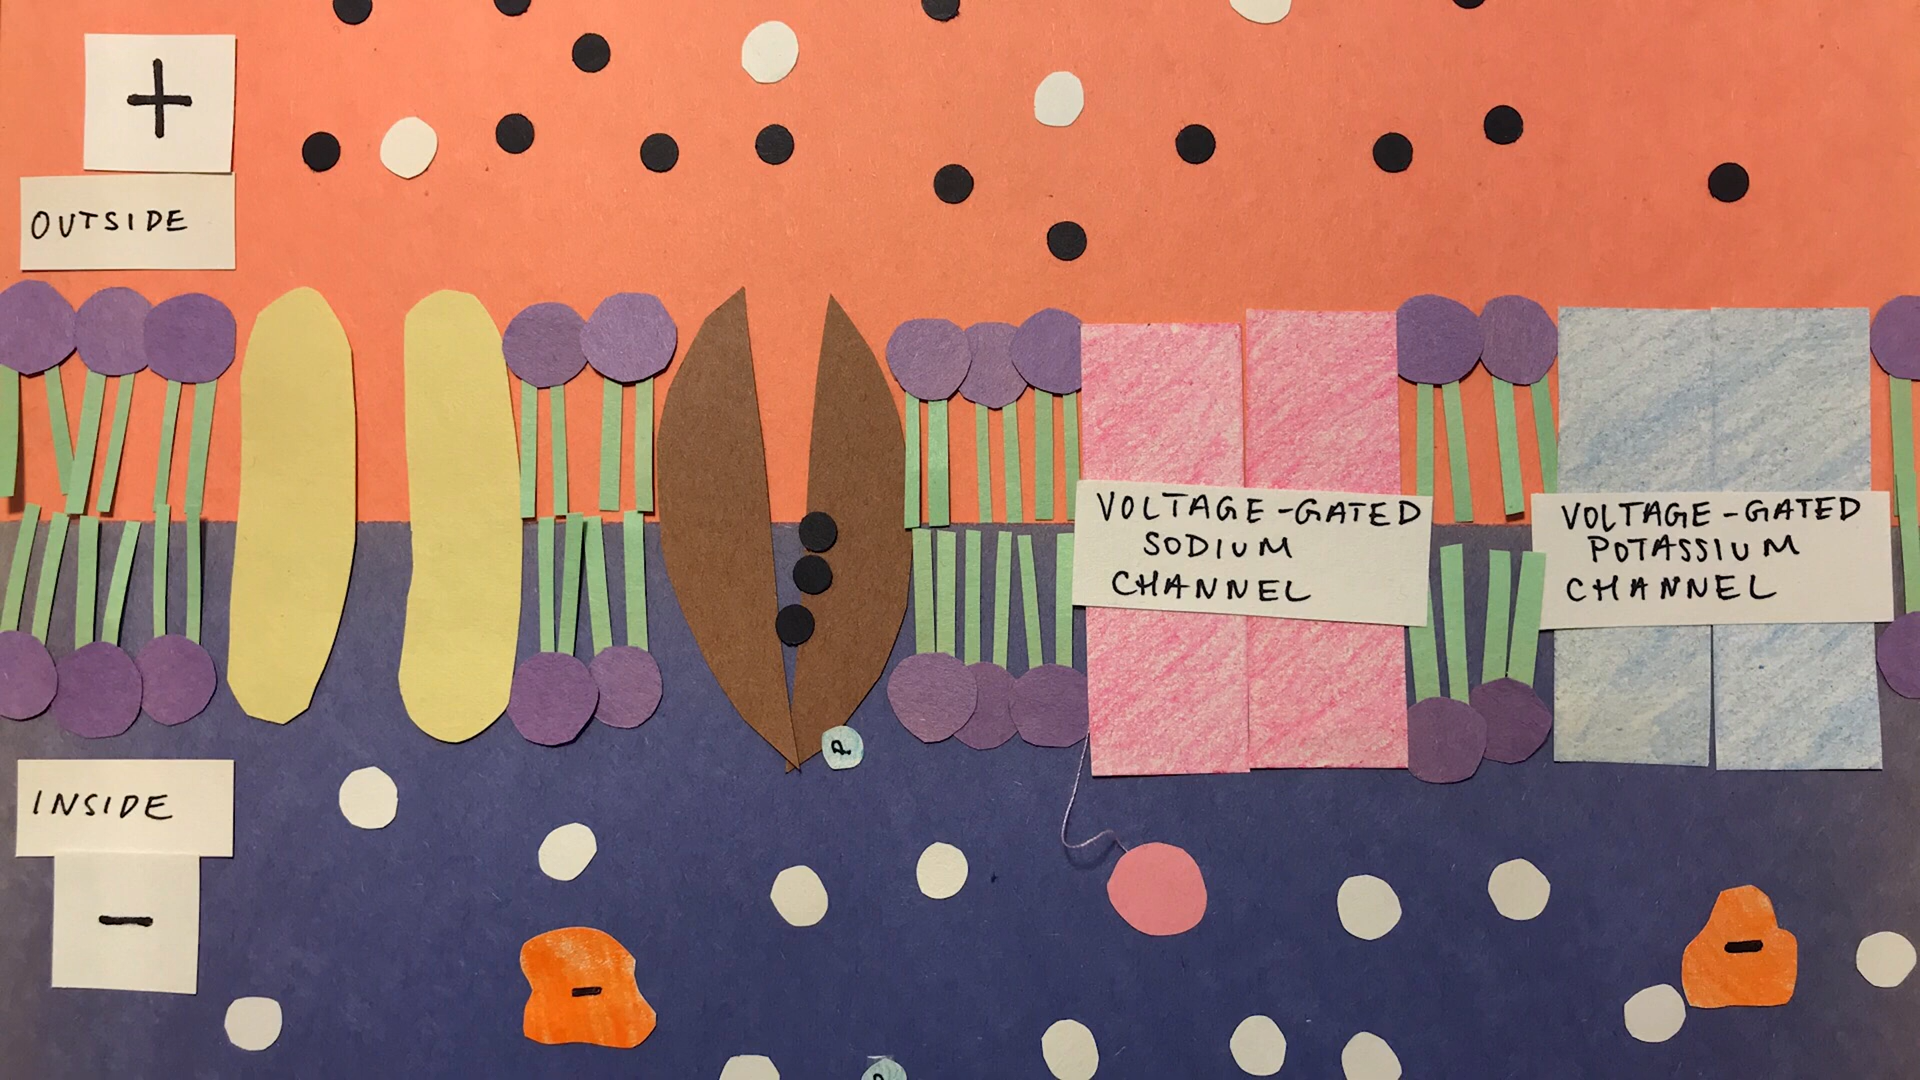 +
OUTSIDE
VOLTAGE-GATED
SODIUM
CHANNEL
VOLTAGE-GATED
POTASSIUM
CHANNEL
P
INSIDE
-
-
-
P